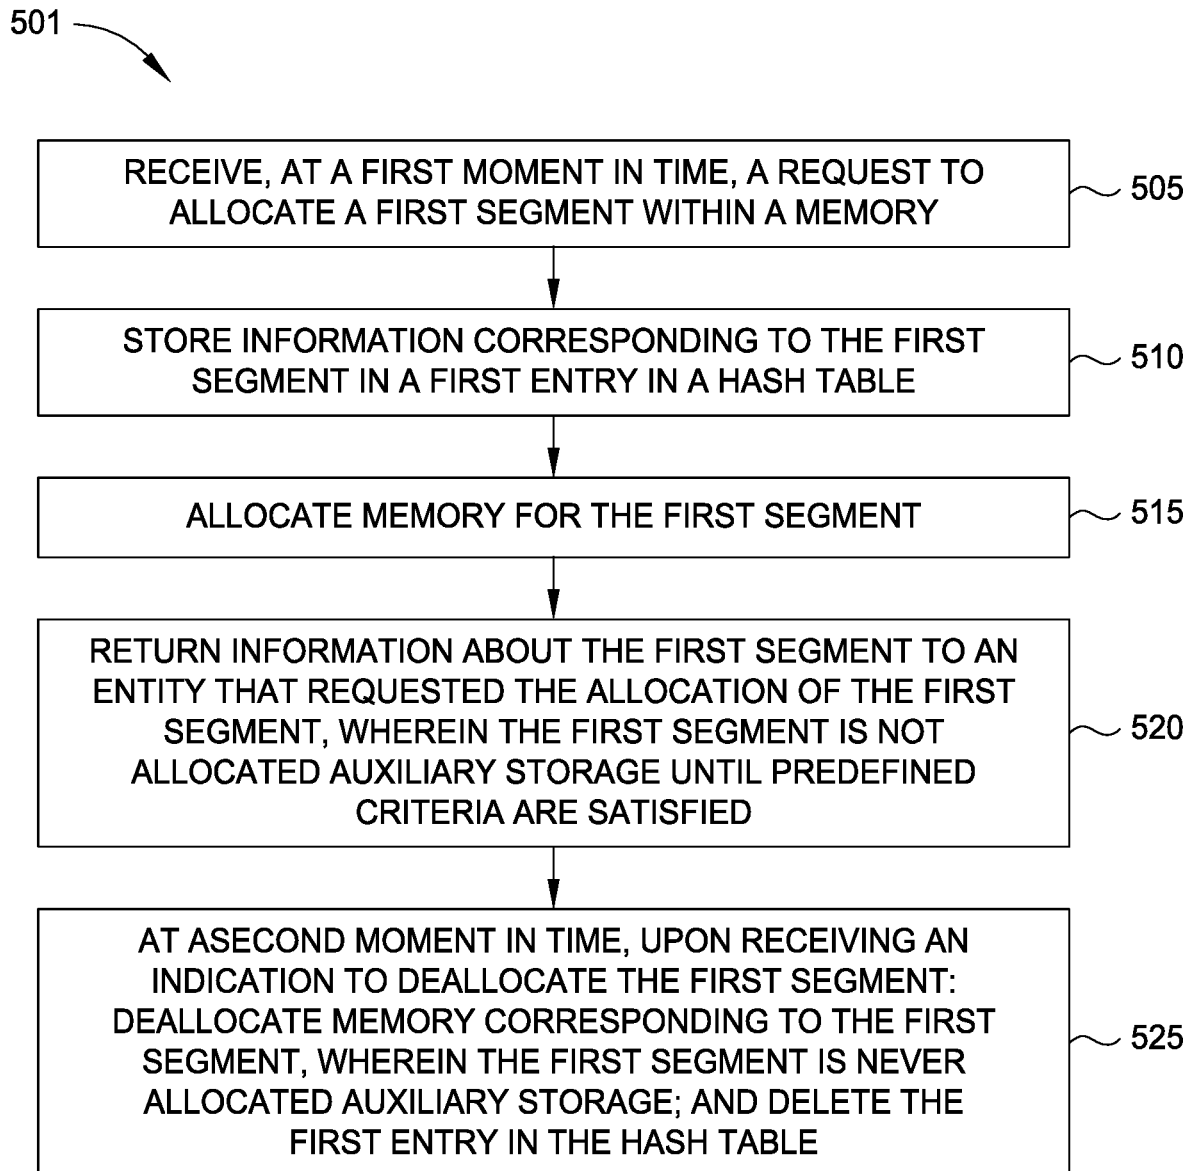 501
RECEIVE, AT A FIRST MOMENT IN TIME, A REQUEST TO
ALLOCATE A FIRST SEGMENT WITHIN A MEMORY
505
STORE INFORMATION CORRESPONDING TO THE FIRST
SEGMENT IN A FIRST ENTRY IN A HASH TABLE
510
ALLOCATE MEMORY FOR THE FIRST SEGMENT
515
RETURN INFORMATION ABOUT THE FIRST SEGMENT TO AN
ENTITY THAT REQUESTED THE ALLOCATION OF THE FIRST
SEGMENT, WHEREIN THE FIRST SEGMENT IS NOT
ALLOCATED AUXILIARY STORAGE UNTIL PREDEFINED
CRITERIA ARE SATISFIED
520
AT ASECOND MOMENT IN TIME, UPON RECEIVING AN
INDICATION TO DEALLOCATE THE FIRST SEGMENT:
DEALLOCATE MEMORY CORRESPONDING TO THE FIRST
SEGMENT, WHEREIN THE FIRST SEGMENT IS NEVER
ALLOCATED AUXILIARY STORAGE; AND DELETE THE
FIRST ENTRY IN THE HASH TABLE
525